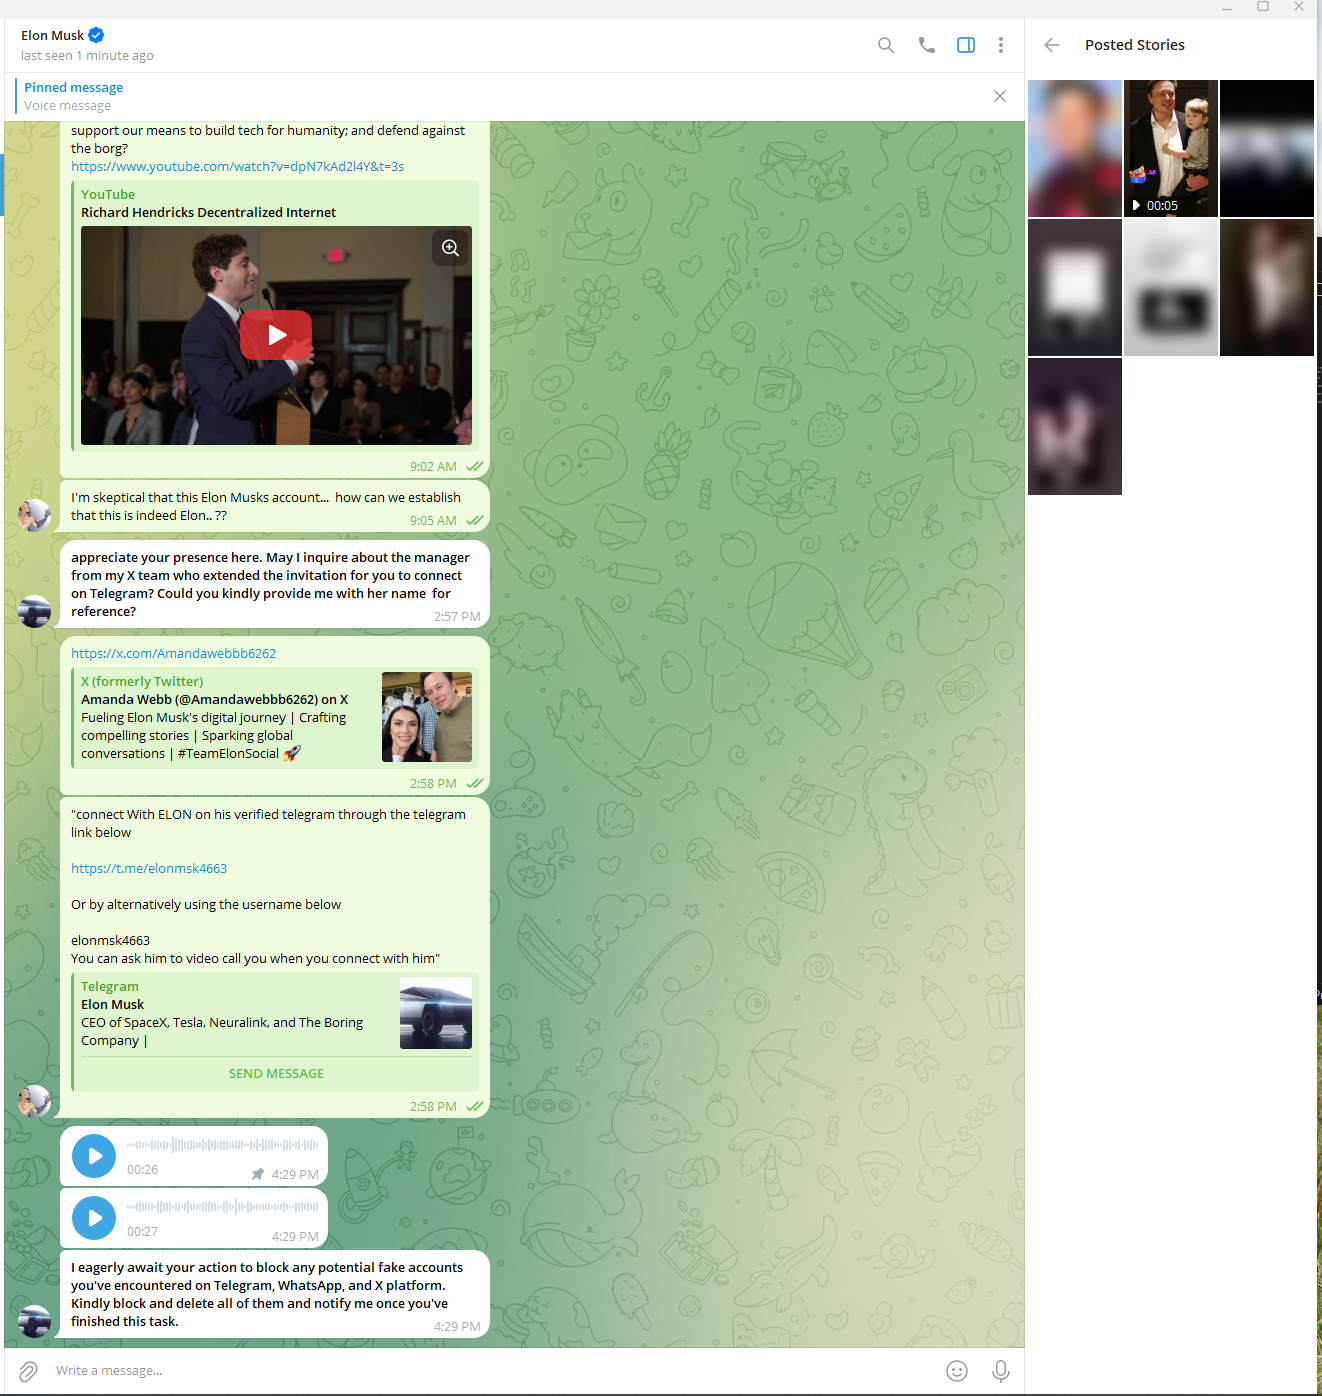 Elon Musk
last seen 1 minute ago
Posted Stories
Pinned message
Voice message
support our means to build tech for humanity; and defend against
the borg?
https://www.youtube.com/watch?v=dpN7kAd2l4Y&t=3s
YouTube
Richard Hendricks Decentralized Internet
00:05
9:02 AM
I'm skeptical that this Elon Musks account... how can we establish
that this is indeed Elon.. ??
9:05 AM
appreciate your presence here. May I inquire about the manager
from my X team who extended the invitation for you to connect
on Telegram? Could you kindly provide me with her name for
reference?
2:57 PM
https://x.com/Amandawebbb6262
X (formerly Twitter)
Amanda Webb (@Amandawebbb6262) on X
Fueling Elon Musk's digital journey | Crafting
compelling stories | Sparking global
conversations | #TeamElonSocial 🚀
2:58 PM
"connect With ELON on his verified telegram through the telegram
link below
https://t.me/elonmsk4663
Or by alternatively using the username below
elonmsk4663
You can ask him to video call you when you connect with him"
Telegram
Elon Musk
CEO of SpaceX, Tesla, Neuralink, and The Boring
Company |
SEND MESSAGE
2:58 PM
00:26
4:29 PM
00:27
4:29 PM
I eagerly await your action to block any potential fake accounts
you've encountered on Telegram, WhatsApp, and X platform.
Kindly block and delete all of them and notify me once you've
finished this task.
4:29 PM
Write a message...